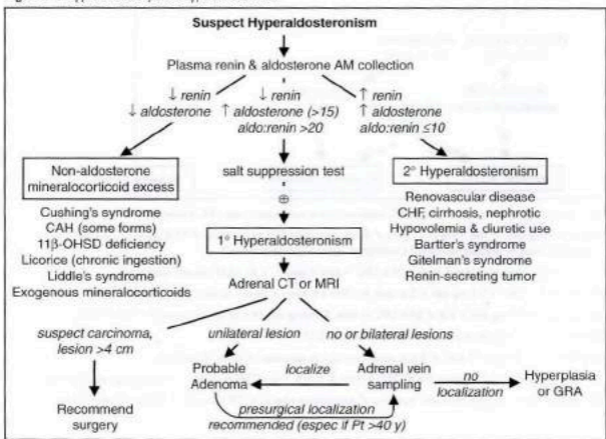 Suspect Hyperaldosteronism
Plasma renin & aldosterone AM collection
↓ renin
↓ aldosterone
↓ renin
↑ aldosterone (>15)
aldo:renin >20
↑ renin
↑ aldosterone
aldo:renin ≤10
Non-aldosterone
mineralocorticoid excess
Cushing's syndrome
CAH (some forms)
11β-OHSD deficiency
Licorice (chronic ingestion)
Liddle's syndrome
Exogenous mineralocorticoids
salt suppression test
⊕
1° Hyperaldosteronism
Adrenal CT or MRI
2° Hyperaldosteronism
Renovascular disease
CHF, cirrhosis, nephrotic
Hypovolemia & diuretic use
Bartter's syndrome
Gitelman's syndrome
Renin-secreting tumor
suspect carcinoma,
lesion >4 cm
unilateral lesion
no or bilateral lesions
Recommend
surgery
Probable
Adenoma
localize
Adrenal vein
sampling
no
localization
Hyperplasia
or GRA
presurgical localization
recommended (espec if Pt >40 y)